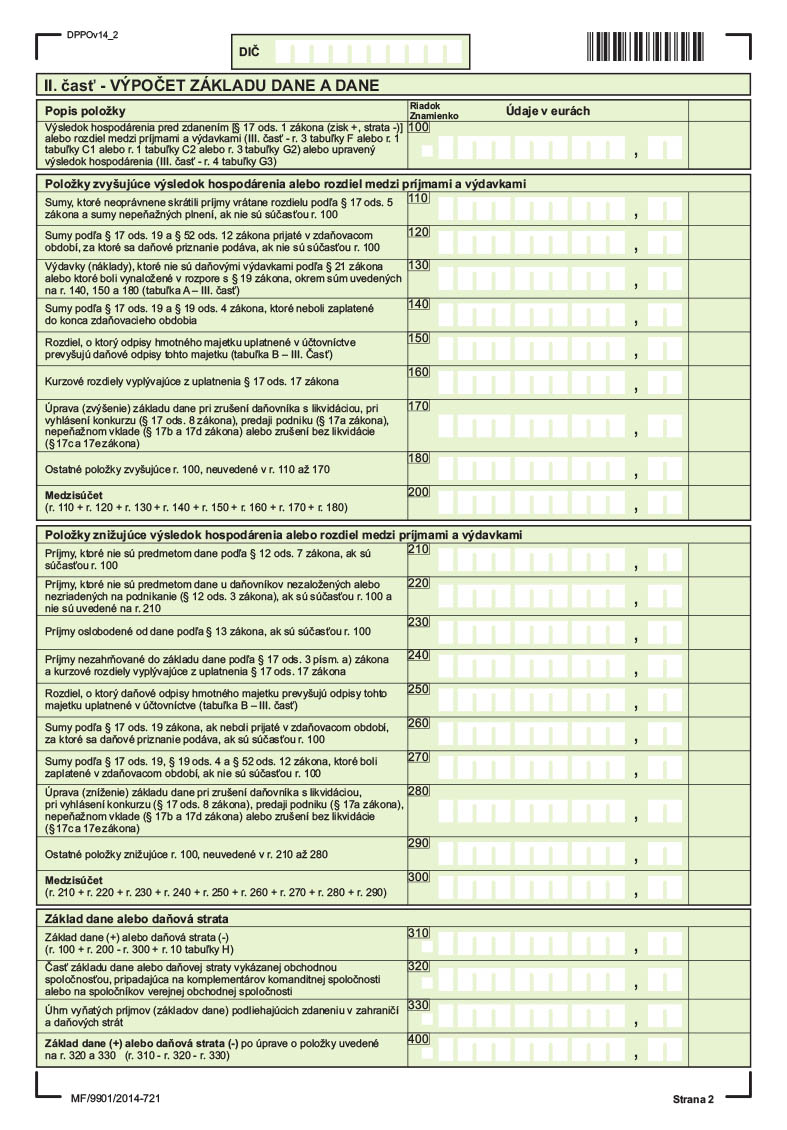 DPPOv14_2
DIČ
II. časť - VÝPOČET ZÁKLADU DANE A DANE
Popis položky
Riadok
Znamienko
Údaje v eurách
Výsledok hospodárenia pred zdanením [§ 17 ods. 1 zákona (zisk +, strata -)]
alebo rozdiel medzi príjmami a výdavkami (III. časť - r. 3 tabuľky F alebo r. 1
tabuľky C1 alebo r. 1 tabuľky C2 alebo r. 3 tabuľky G2) alebo upravený
výsledok hospodárenia (III. časť - r. 4 tabuľky G3)
100
,
Položky zvyšujúce výsledok hospodárenia alebo rozdiel medzi príjmami a výdavkami
Sumy, ktoré neoprávnene skrátili príjmy vrátane rozdielu podľa § 17 ods. 5
zákona a sumy nepeňažných plnení, ak nie sú súčasťou r. 100
110
,
Sumy podľa § 17 ods. 19 a § 52 ods. 12 zákona prijaté v zdaňovacom
období, za ktoré sa daňové priznanie podáva, ak nie sú súčasťou r. 100
120
,
Výdavky (náklady), ktoré nie sú daňovými výdavkami podľa § 21 zákona
alebo ktoré boli vynaložené v rozpore s § 19 zákona, okrem súm uvedených
na r. 140, 150 a 180 (tabuľka A – III. časť)
130
,
Sumy podľa § 17 ods. 19 a § 19 ods. 4 zákona, ktoré neboli zaplatené
do konca zdaňovacieho obdobia
140
,
Rozdiel, o ktorý odpisy hmotného majetku uplatnené v účtovníctve
prevyšujú daňové odpisy tohto majetku (tabuľka B – III. Časť)
150
,
Kurzové rozdiely vyplývajúce z uplatnenia § 17 ods. 17 zákona
160
,
Úprava (zvýšenie) základu dane pri zrušení daňovníka s likvidáciou, pri
vyhlásení konkurzu (§ 17 ods. 8 zákona), predaji podniku (§ 17a zákona),
nepeňažnom vklade (§ 17b a 17d zákona) alebo zrušení bez likvidácie
(§ 17c a 17e zákona)
170
,
Ostatné položky zvyšujúce r. 100, neuvedené v r. 110 až 170
180
,
Medzisúčet
(r. 110 + r. 120 + r. 130 + r. 140 + r. 150 + r. 160 + r. 170 + r. 180)
200
,
Položky znižujúce výsledok hospodárenia alebo rozdiel medzi príjmami a výdavkami
Príjmy, ktoré nie sú predmetom dane podľa § 12 ods. 7 zákona, ak sú
súčasťou r. 100
210
,
Príjmy, ktoré nie sú predmetom dane u daňovníkov nezaložených alebo
nezriadených na podnikanie (§ 12 ods. 3 zákona), ak sú súčasťou r. 100 a
nie sú uvedené na r. 210
220
,
Príjmy oslobodené od dane podľa § 13 zákona, ak sú súčasťou r. 100
230
,
Príjmy nezahrňované do základu dane podľa § 17 ods. 3 písm. a) zákona
a kurzové rozdiely vyplývajúce z uplatnenia § 17 ods. 17 zákona
240
,
Rozdiel, o ktorý daňové odpisy hmotného majetku prevyšujú odpisy tohto
majetku uplatnené v účtovníctve (tabuľka B – III. časť)
250
,
Sumy podľa § 17 ods. 19 zákona, ak neboli prijaté v zdaňovacom období,
za ktoré sa daňové priznanie podáva, ak sú súčasťou r. 100
260
,
Sumy podľa § 17 ods. 19, § 19 ods. 4 a § 52 ods. 12 zákona, ktoré boli
zaplatené v zdaňovacom období, ak nie sú súčasťou r. 100
270
,
Úprava (zníženie) základu dane pri zrušení daňovníka s likvidáciou,
pri vyhlásení konkurzu (§ 17 ods. 8 zákona), predaji podniku (§ 17a zákona),
nepeňažnom vklade (§ 17b a 17d zákona) alebo zrušení bez likvidácie
(§ 17c a 17e zákona)
280
,
Ostatné položky znižujúce r. 100, neuvedené v r. 210 až 280
290
,
Medzisúčet
(r. 210 + r. 220 + r. 230 + r. 240 + r. 250 + r. 260 + r. 270 + r. 280 + r. 290)
300
,
Základ dane alebo daňová strata
Základ dane (+) alebo daňová strata (-)
(r. 100 + r. 200 - r. 300 + r. 10 tabuľky H)
310
,
Časť základu dane alebo daňovej straty vykázanej obchodnou
spoločnosťou, pripadajúca na komplementárov komanditnej spoločnosti
alebo na spoločníkov verejnej obchodnej spoločnosti
320
,
Úhrn vyňatých príjmov (základov dane) podliehajúcich zdaneniu v zahraničí
a daňových strát
330
,
Základ dane (+) alebo daňová strata (-) po úprave o položky uvedené
na r. 320 a 330 (r. 310 - r. 320 - r. 330)
400
,
MF/9901/2014-721
Strana 2